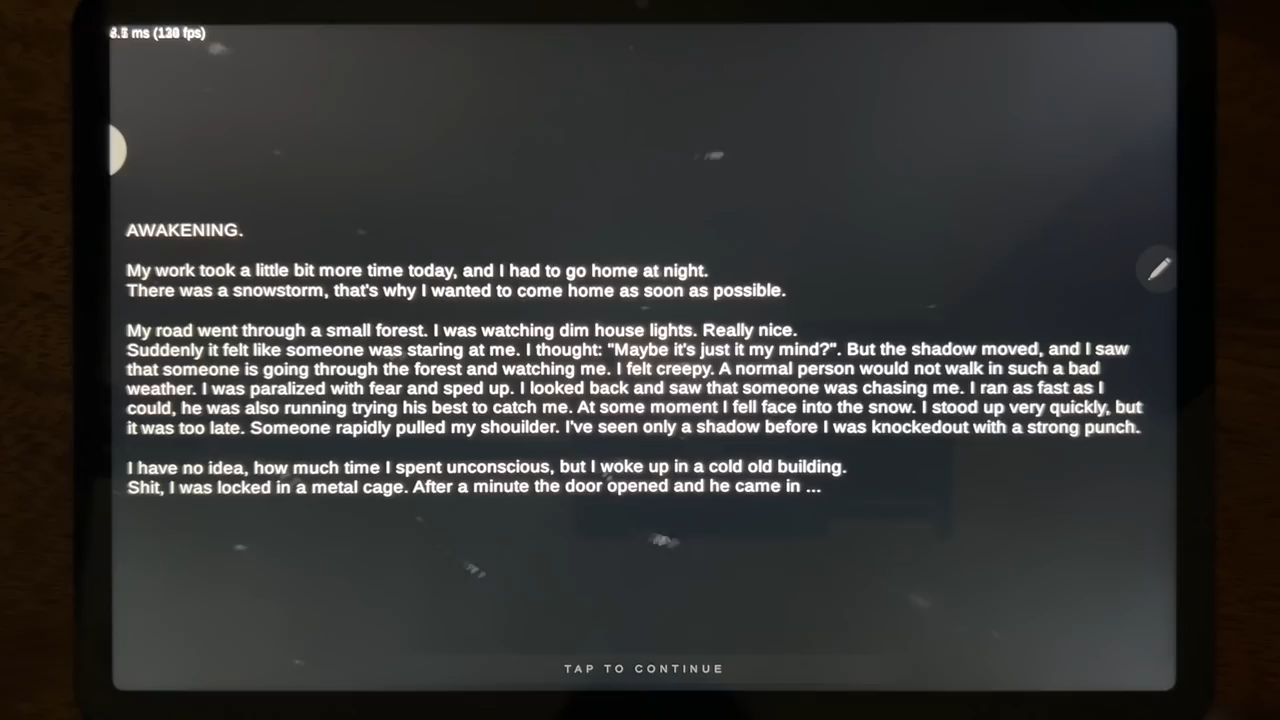 ms (120 fps)
AWAKENING.
My work took a little bit more time today, and I had to go home at night.
There was a snowstorm, that's why I wanted to come home as soon as possible.
My road went through a small forest. I was watching dim house lights. Really nice.
Suddenly it felt like someone was staring at me. I thought: "Maybe it's just it my mind?". But the shadow moved, and I saw
that someone is going through the forest and watching me. I felt creepy. A normal person would not walk in such a bad
weather. I was paralized with fear and sped up. I looked back and saw that someone was chasing me. I ran as fast as I
could, he was also running trying his best to catch me. At some moment I fell face into the snow. I stood up very quickly, but
it was too late. Someone rapidly pulled my shouilder. I've seen only a shadow before I was knockedout with a strong punch.
I have no idea, how much time I spent unconscious, but I woke up in a cold old building.
Shit, I was locked in a metal cage. After a minute the door opened and he came in ...
TAP TO CONTINUE